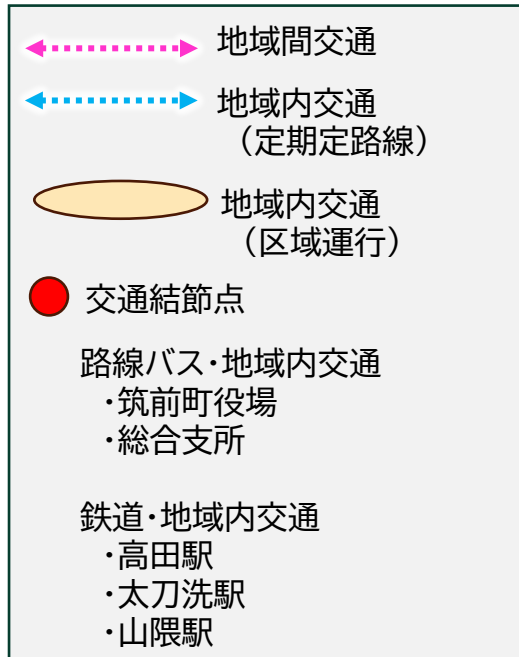 地域間交通
地域内交通
（定期定路線）
地域内交通
（区域運行）
交通結節点
路線バス・地域内交通
・筑前町役場
・総合支所
鉄道・地域内交通
・高田駅
・太刀洗駅
・山隈駅